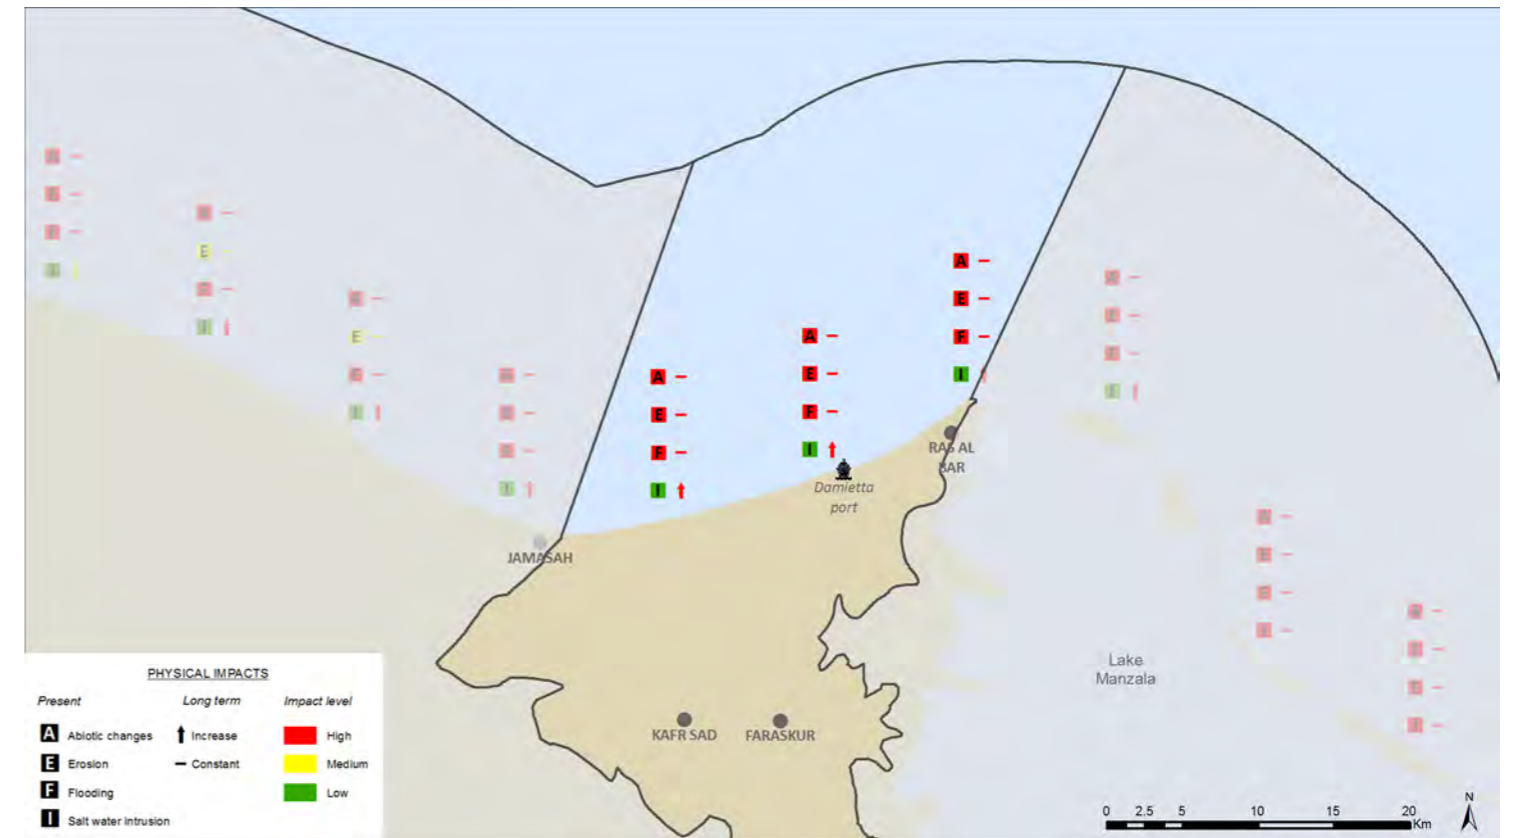 A
E
F
I
A
E
F
I
A
E
F
I
E
E
RAS AL
BAR
Damietta
port
JAMASAH
KAFR SAD
FARASKUR
Lake
Manzala
PHYSICAL IMPACTS
Present
Long term
Impact level
A Abiotic changes
Increase
High
E Erosion
Constant
Medium
F Flooding
Low
I Salt water intrusion
0 2.5 5 10 15 20
Km
N